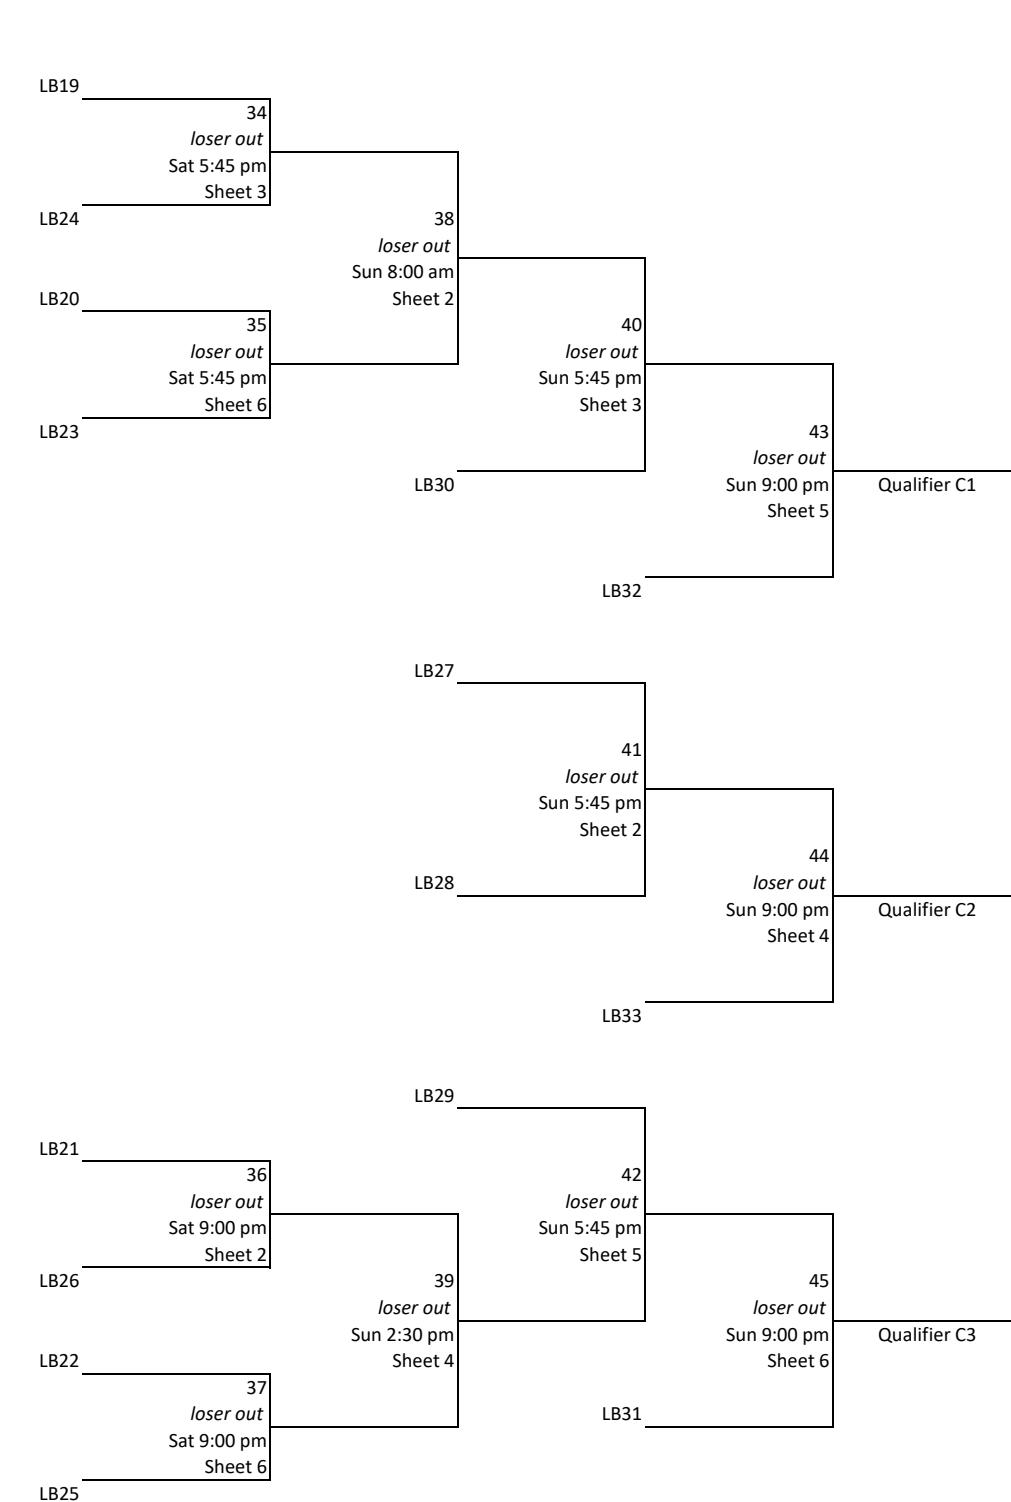 LB19
34
loser out
Sat 5:45 pm
Sheet 3
LB24
38
loser out
Sun 8:00 am
Sheet 2
LB20
35
loser out
Sat 5:45 pm
Sheet 6
LB23
40
loser out
Sun 5:45 pm
Sheet 3
LB30
43
loser out
Sun 9:00 pm
Sheet 5
Qualifier C1
LB32
LB27
41
loser out
Sun 5:45 pm
Sheet 2
LB28
44
loser out
Sun 9:00 pm
Sheet 4
Qualifier C2
LB33
LB29
LB21
36
loser out
Sat 9:00 pm
Sheet 2
LB26
42
loser out
Sun 5:45 pm
Sheet 5
39
loser out
Sun 2:30 pm
Sheet 4
45
loser out
Sun 9:00 pm
Sheet 6
Qualifier C3
LB22
37
loser out
Sat 9:00 pm
Sheet 6
LB25
LB31